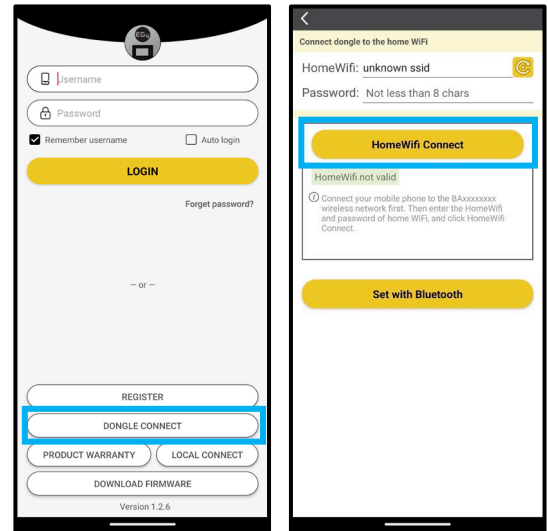 EG4
Username
Password
Remember username
Auto login
LOGIN
Forget password?
– or –
REGISTER
DONGLE CONNECT
PRODUCT WARRANTY
LOCAL CONNECT
DOWNLOAD FIRMWARE
Version 1.2.6
Connect dongle to the home WiFi
HomeWifi: unknown ssid
Password: Not less than 8 chars
HomeWifi Connect
HomeWifi not valid
Connect your mobile phone to the BAxxxxxxxx
wireless network first. Then enter the HomeWifi
and password of home WiFi, and click HomeWifi
Connect.
Set with Bluetooth